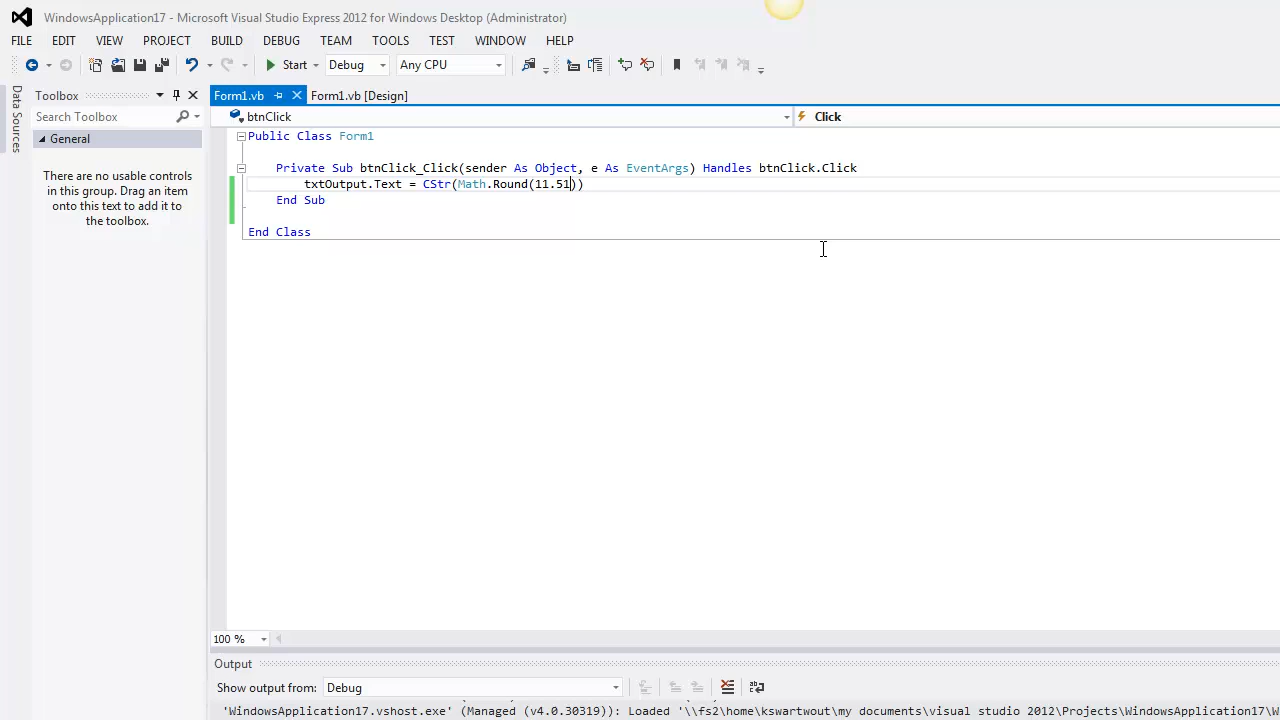 WindowsApplication17 - Microsoft Visual Studio Express 2012 for Windows Desktop (Administrator)
FILE EDIT VIEW PROJECT BUILD DEBUG TEAM TOOLS TEST WINDOW HELP
Start Debug Any CPU
Data Sources
Toolbox
Search Toolbox
General
There are no usable controls
in this group. Drag an item
onto this text to add it to
the toolbox.
Form1.vb Form1.vb [Design]
btnClick Click
Public Class Form1
Private Sub btnClick_Click(sender As Object, e As EventArgs) Handles btnClick.Click
txtOutput.Text = CStr(Math.Round(11.51))
End Sub
End Class
100 %
Output
Show output from: Debug
'WindowsApplication17.vshost.exe' (Managed (v4.0.30319)): Loaded '\\fs2\home\kswartwout\my documents\visual studio 2012\Projects\WindowsApplication17\W